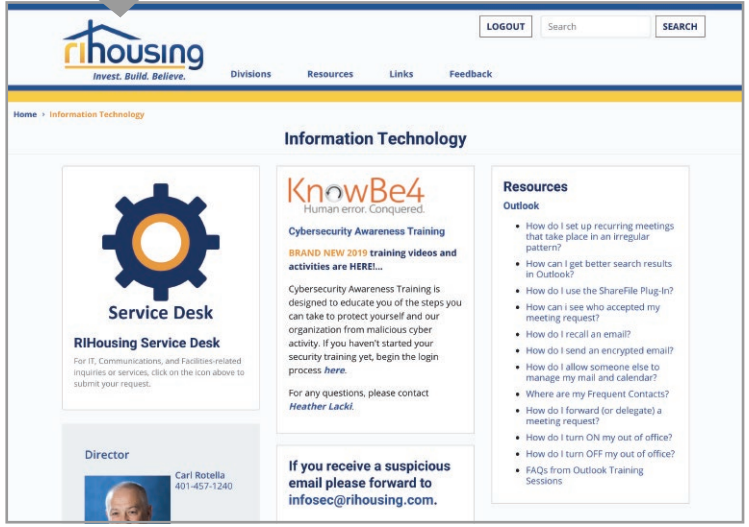 LOGOUT
Search
SEARCH
rihousing
Invest. Build. Believe.
Divisions
Resources
Links
Feedback
Home › Information Technology
Information Technology
Service Desk
RIHousing Service Desk
For IT, Communications, and Facilities-related
inquiries or services, click on the icon above to
submit your request.
Director
Carl Rotella
401-457-1240
KnowBe4
Human error. Conquered.
Cybersecurity Awareness Training
BRAND NEW 2019 training videos and
activities are HERE!...
Cybersecurity Awareness Training is
designed to educate you of the steps you
can take to protect yourself and our
organization from malicious cyber
activity. If you haven't started your
security training yet, begin the login
process here.
For any questions, please contact
Heather Lacki.
If you receive a suspicious
email please forward to
infosec@rihousing.com.
Resources
Outlook
• How do I set up recurring meetings
that take place in an irregular
pattern?
• How can I get better search results
in Outlook?
• How do I use the ShareFile Plug-In?
• How can i see who accepted my
meeting request?
• How do I recall an email?
• How do I send an encrypted email?
• How do I allow someone else to
manage my mail and calendar?
• Where are my Frequent Contacts?
• How do I forward (or delegate) a
meeting request?
• How do I turn ON my out of office?
• How do I turn OFF my out of office?
• FAQs from Outlook Training
Sessions